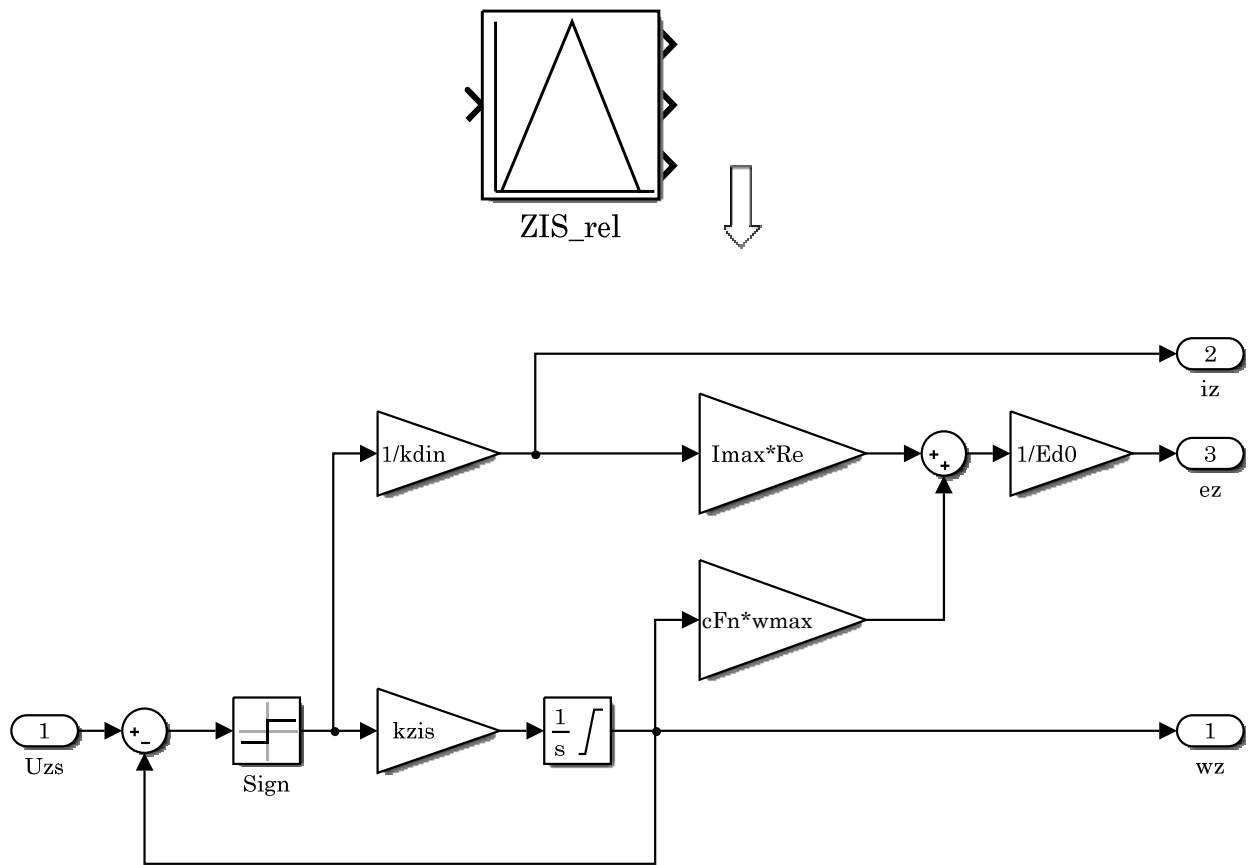 ZIS_rel
2
iz
1/kdin
Imax*Re
+
+
1/Ed0
3
ez
cFn*wmax
1
Uzs
+
−
Sign
kzis
1
s
1
wz